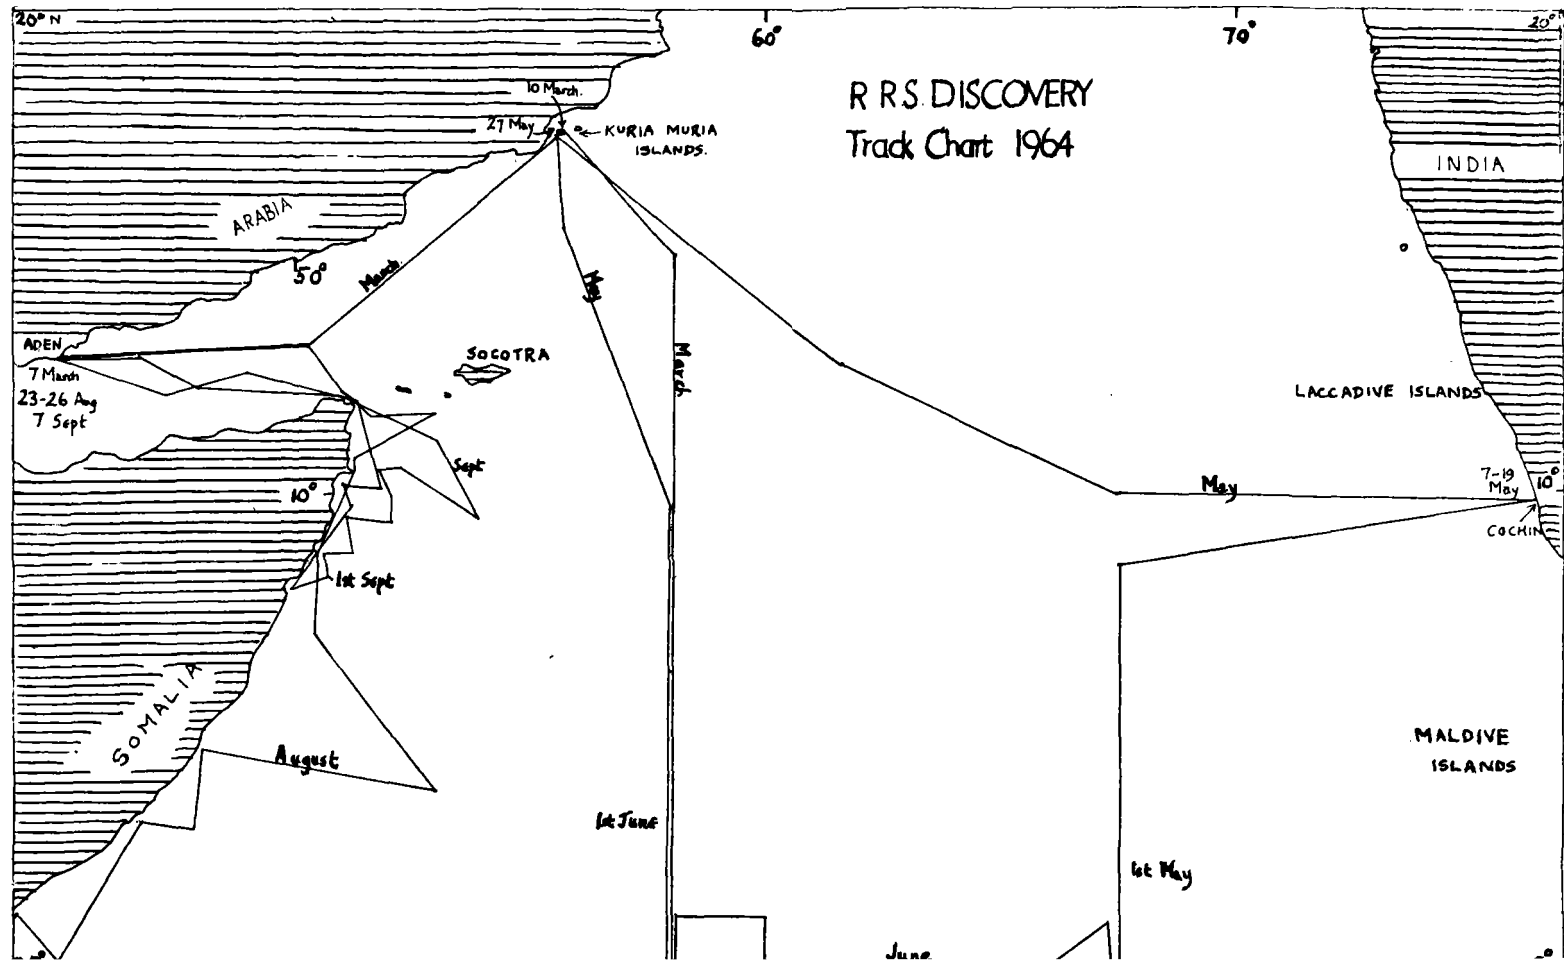 20° N
60°
70°
20°
R R S DISCOVERY
Track Chart 1964
10 March.
27 May
KURIA MURIA
ISLANDS.
INDIA
ARABIA
50°
March.
May
ADEN
7 March
23-26 Aug
7 Sept
SOCOTRA
March
LACCADIVE ISLANDS
Sept
10°
May
7-19
May
10°
COCHIN
1st Sept
SOMALIA
August
MALDIVE
ISLANDS
1st June
1st May
June